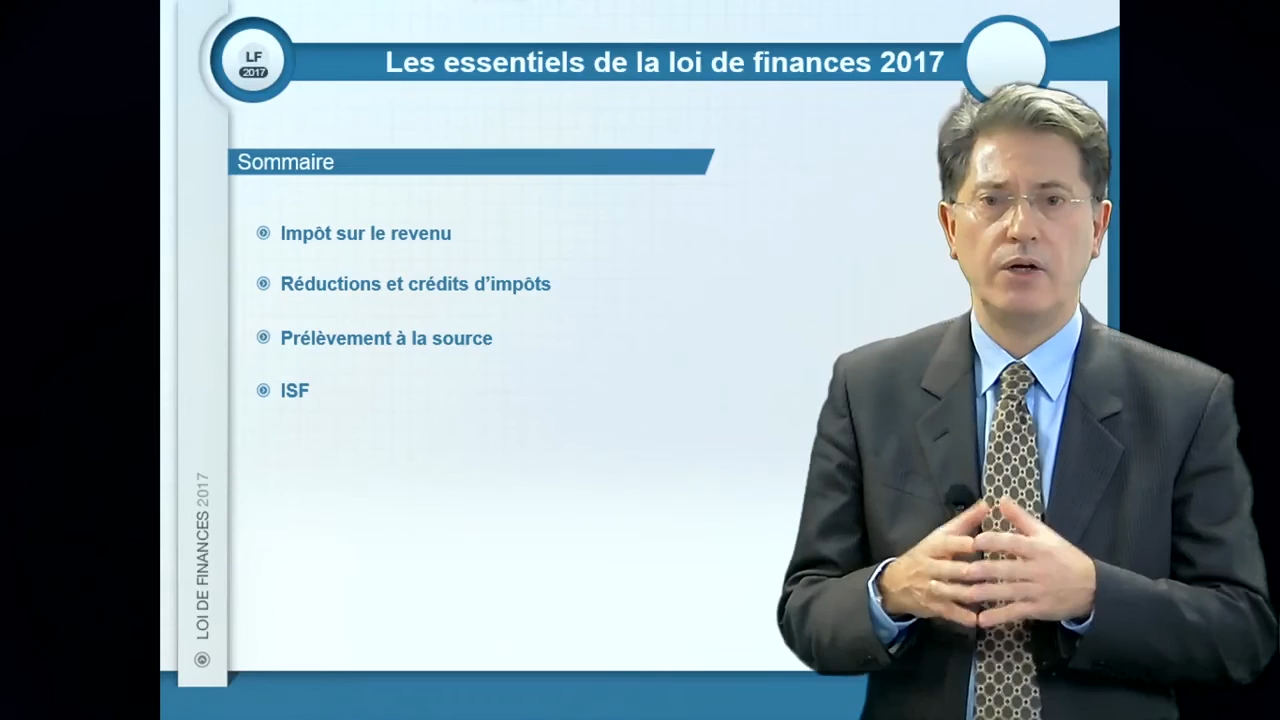 LF
2017
Les essentiels de la loi de finances 2017
Sommaire
Impôt sur le revenu
Réductions et crédits d’impôts
Prélèvement à la source
ISF
LOI DE FINANCES 2017